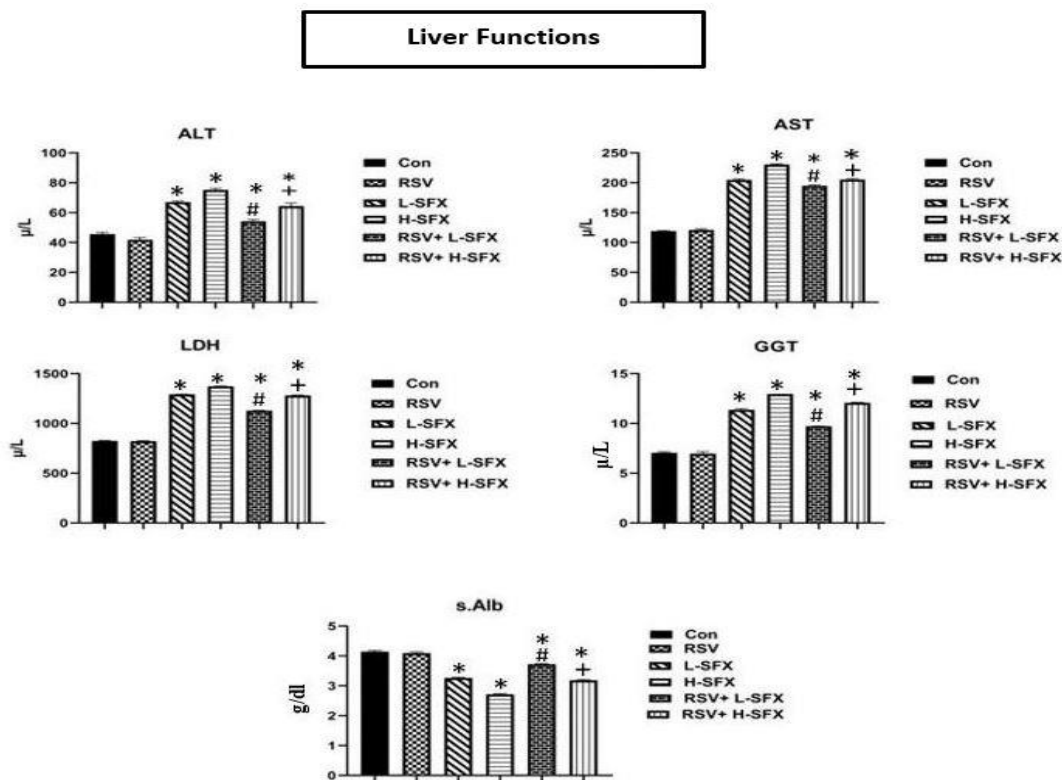 Liver Functions
ALT
100
80
60
40
20
0
µ/L
*
*
*
#
*
+
Con
RSV
L-SFX
H-SFX
RSV+ L-SFX
RSV+ H-SFX
AST
250
200
150
100
50
0
µ/L
*
*
*
#
*
+
Con
RSV
L-SFX
H-SFX
RSV+ L-SFX
RSV+ H-SFX
LDH
1500
1000
500
0
µ/L
*
*
*
#
*
+
Con
RSV
L-SFX
H-SFX
RSV+ L-SFX
RSV+ H-SFX
GGT
15
10
5
0
µ/L
*
*
*
#
*
+
Con
RSV
L-SFX
H-SFX
RSV+ L-SFX
RSV+ H-SFX
s.Alb
5
4
3
2
1
0
g/dl
*
*
*
#
*
+
Con
RSV
L-SFX
H-SFX
RSV+ L-SFX
RSV+ H-SFX